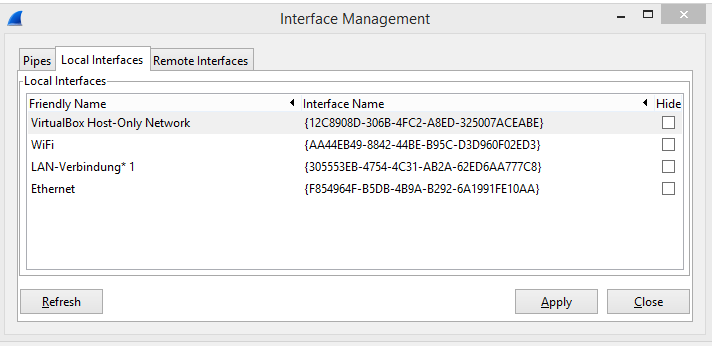 Interface Management
Pipes Local Interfaces Remote Interfaces
Local Interfaces
Friendly Name Interface Name Hide
VirtualBox Host-Only Network {12C8908D-306B-4FC2-A8ED-325007ACEABE}
WiFi {AA44EB49-8842-44BE-B95C-D3D960F02ED3}
LAN-Verbindung* 1 {305553EB-4754-4C31-AB2A-62ED6AA777C8}
Ethernet {F854964F-B5DB-4B9A-B292-6A1991FE10AA}
Refresh Apply Close